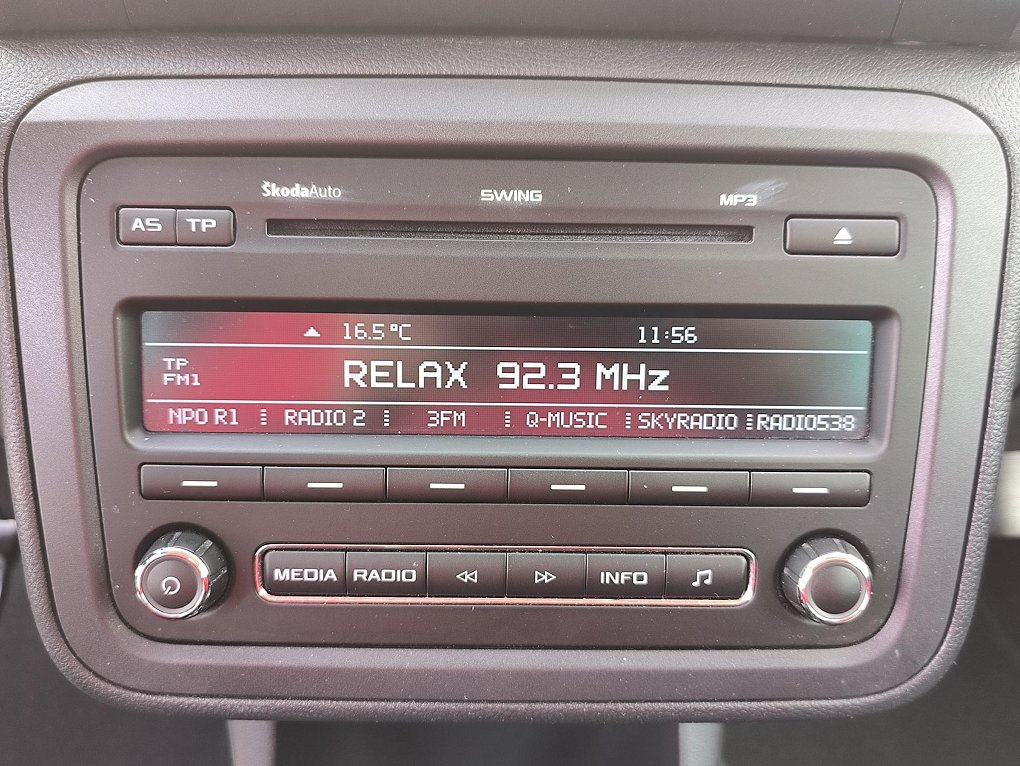 ŠkodaAuto SWING MP3
AS TP
16.5°C 11:56
TP
FM1
RELAX 92.3 MHz
NPO R1 RADIO 2 3FM Q-MUSIC SKYRADIO RADIO538
MEDIA RADIO INFO